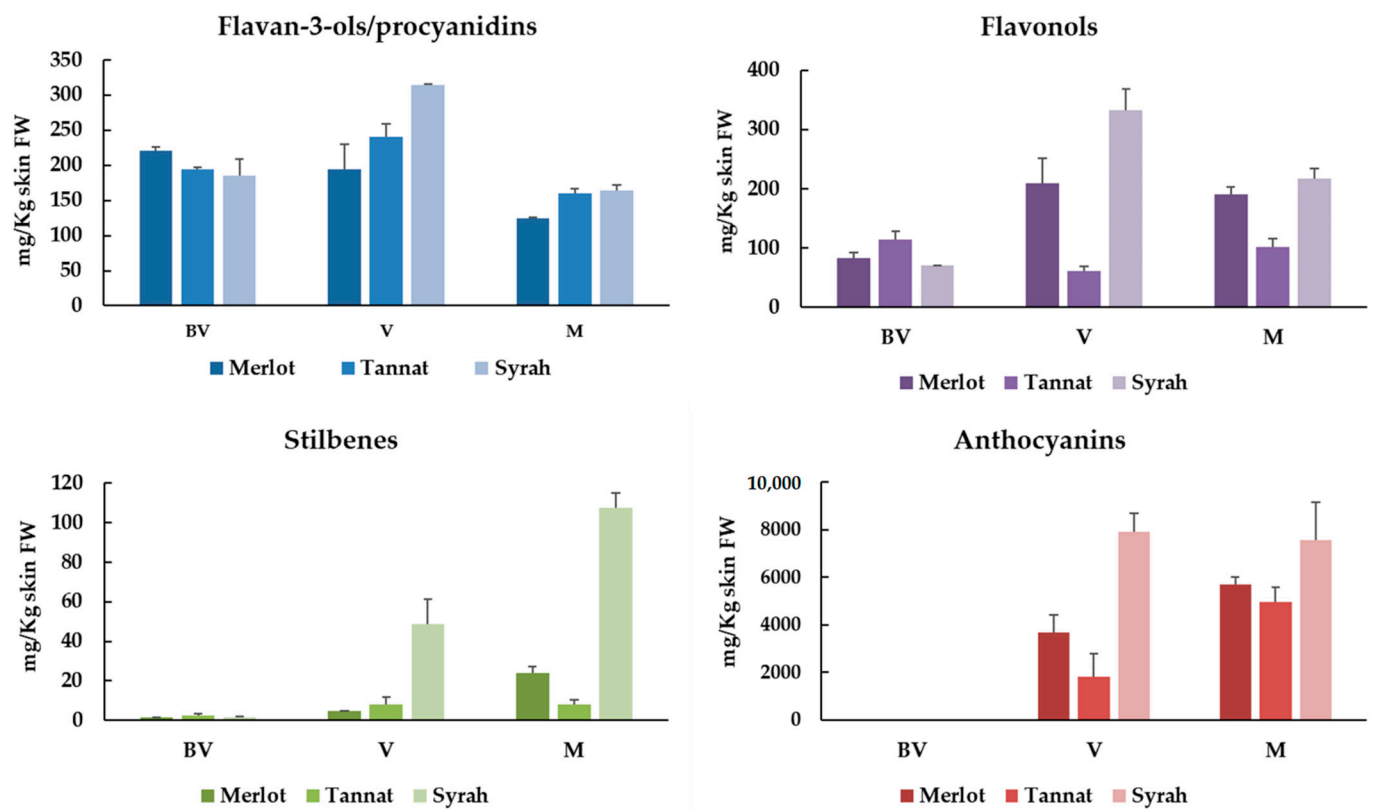 Flavan-3-ols/procyanidins
mg/Kg skin FW
350
300
250
200
150
100
50
0
BV V M
Merlot Tannat Syrah
Flavonols
mg/Kg skin FW
400
300
200
100
0
BV V M
Merlot Tannat Syrah
Stilbenes
mg/Kg skin FW
120
100
80
60
40
20
0
BV V M
Merlot Tannat Syrah
Anthocyanins
mg/Kg skin FW
10,000
8000
6000
4000
2000
0
BV V M
Merlot Tannat Syrah